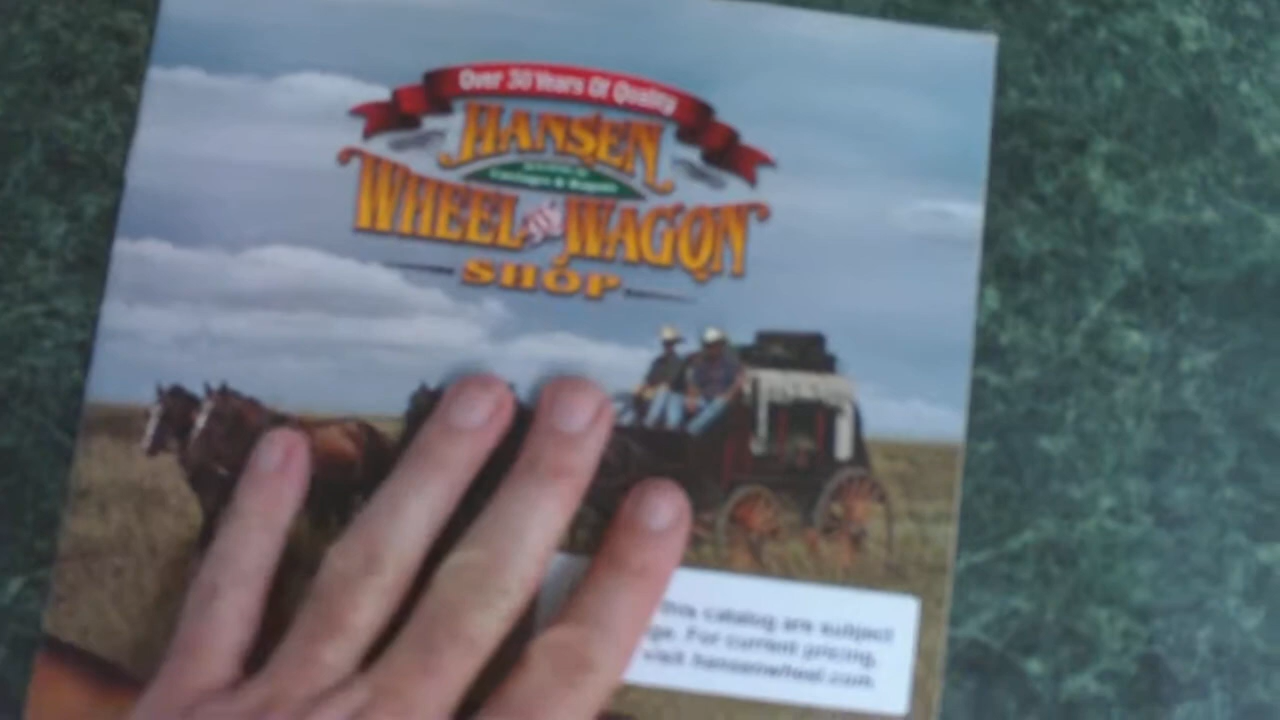 Over 30 Years Of Quality
HANSEN
WHEEL and WAGON
SHOP
this catalog are subject
ge. For current pricing,
visit hansenwheel.com